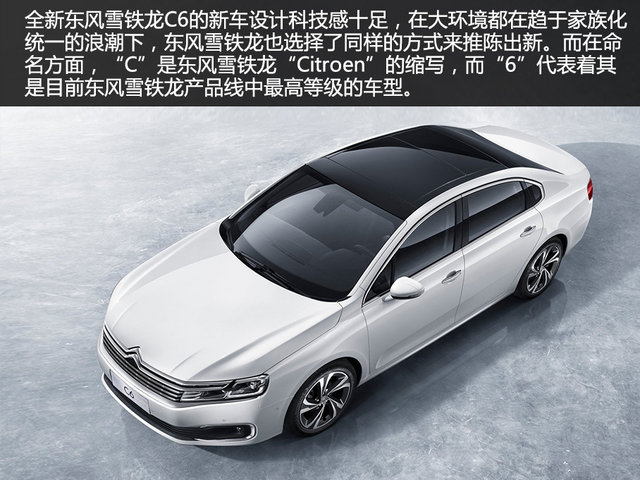 全新东风雪铁龙C6的新车设计科技感十足，在大环境都在趋于家族化
统一的浪潮下，东风雪铁龙也选择了同样的方式来推陈出新。而在命
名方面，“C”是东风雪铁龙“Citroen”的缩写，而“6”代表着其
是目前东风雪铁龙产品线中最高等级的车型。
C6